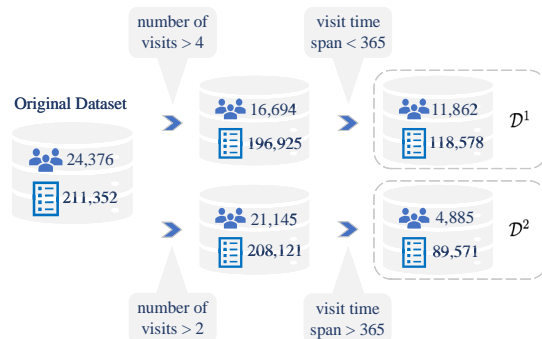 number of
visits > 4
visit time
span < 365
Original Dataset
24,376
211,352
16,694
196,925
11,862
118,578
𝒟¹
21,145
208,121
4,885
89,571
𝒟²
number of
visits > 2
visit time
span > 365